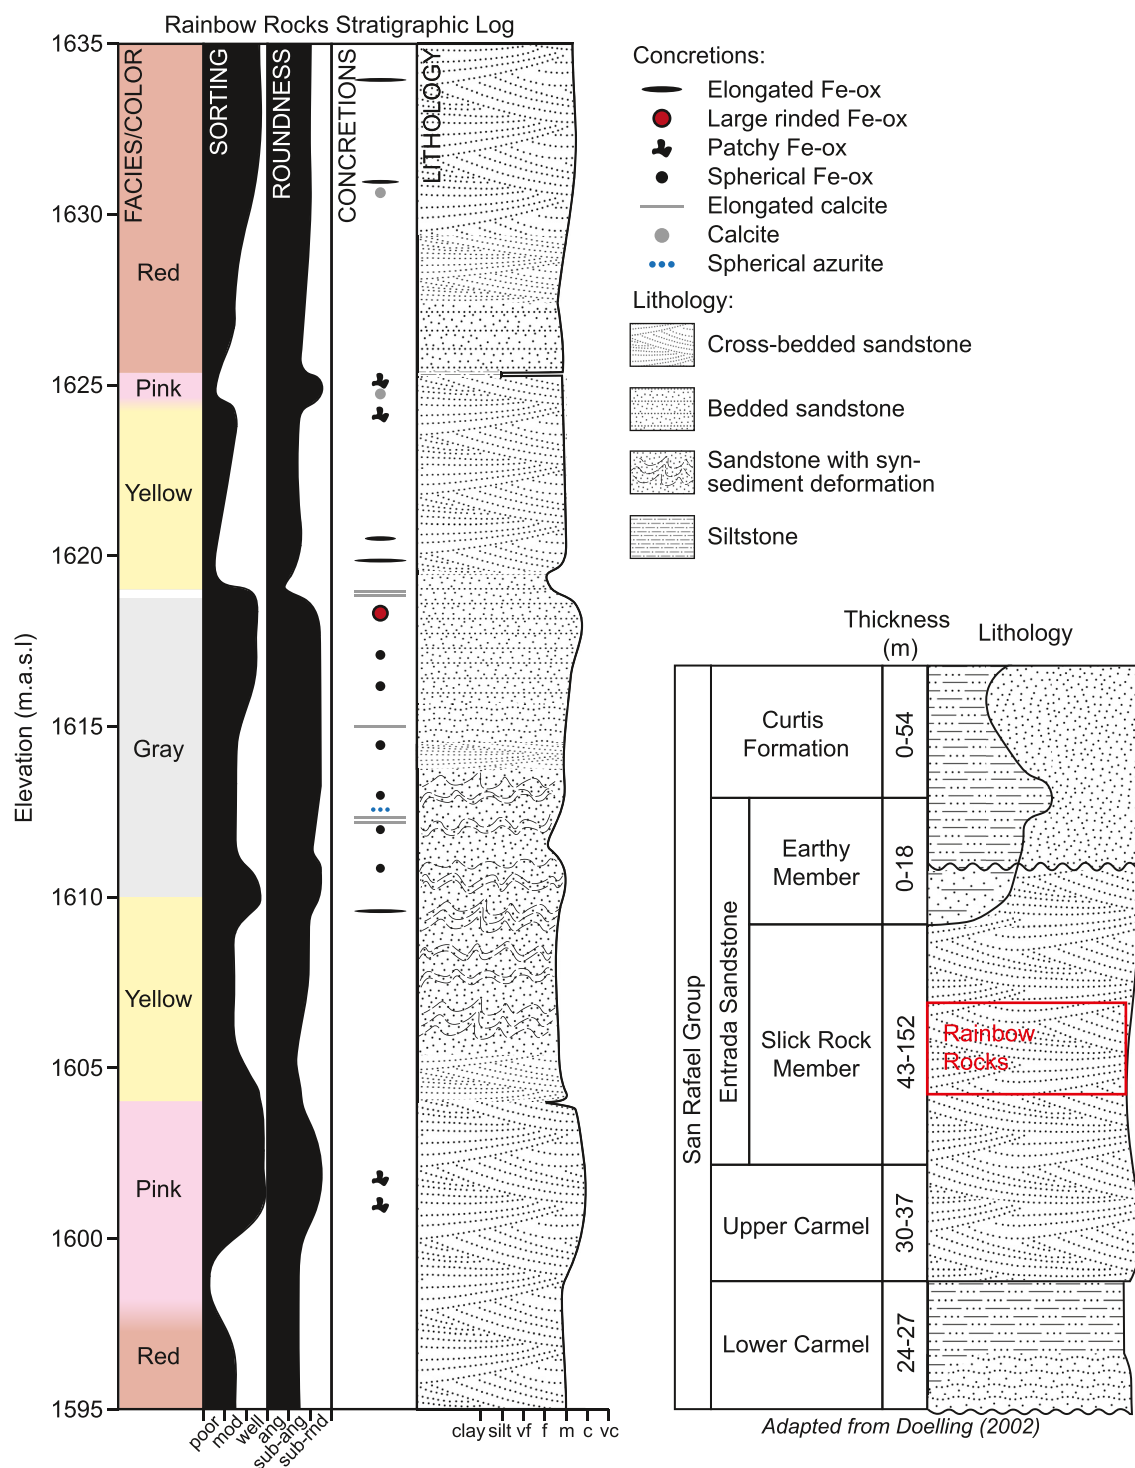 Rainbow Rocks Stratigraphic Log
Elevation (m.a.s.l)
1635
1630
1625
1620
1615
1610
1605
1600
1595
FACIES/COLOR
SORTING
ROUNDNESS
CONCRETIONS
LITHOLOGY
Red
Pink
Yellow
Gray
Yellow
Pink
Red
poor
mod
well
ang
sub-ang
sub-rnd
clay silt vf f m c vc
Concretions:
Elongated Fe-ox
Large rinded Fe-ox
Patchy Fe-ox
Spherical Fe-ox
Elongated calcite
Calcite
Spherical azurite
Lithology:
Cross-bedded sandstone
Bedded sandstone
Sandstone with syn-
sediment deformation
Siltstone
Thickness
(m)
Lithology
San Rafael Group
Entrada Sandstone
Curtis
Formation
0-54
Earthy
Member
0-18
Slick Rock
Member
43-152
Rainbow
Rocks
Upper Carmel
30-37
Lower Carmel
24-27
Adapted from Doelling (2002)